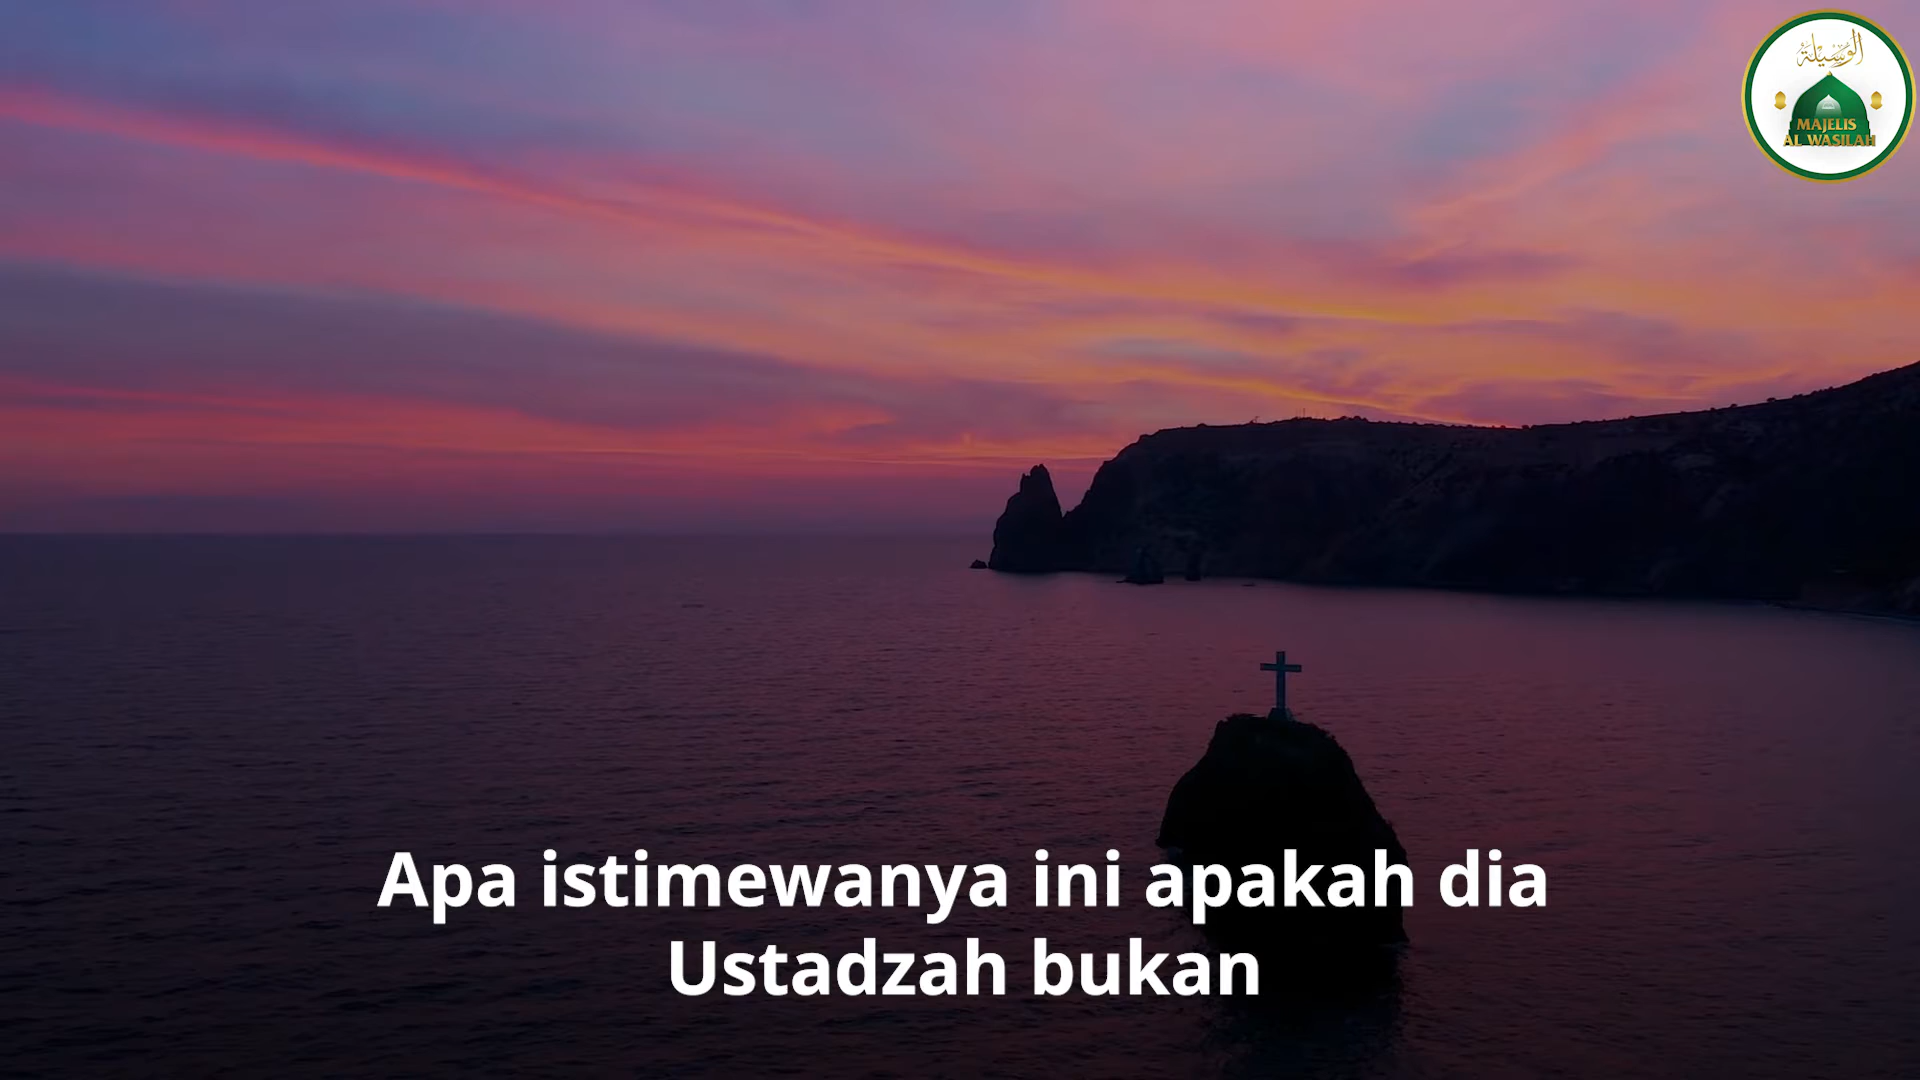 الوسيلة
MAJELIS
AL WASILAH
Apa istimewanya ini apakah dia
Ustadzah bukan